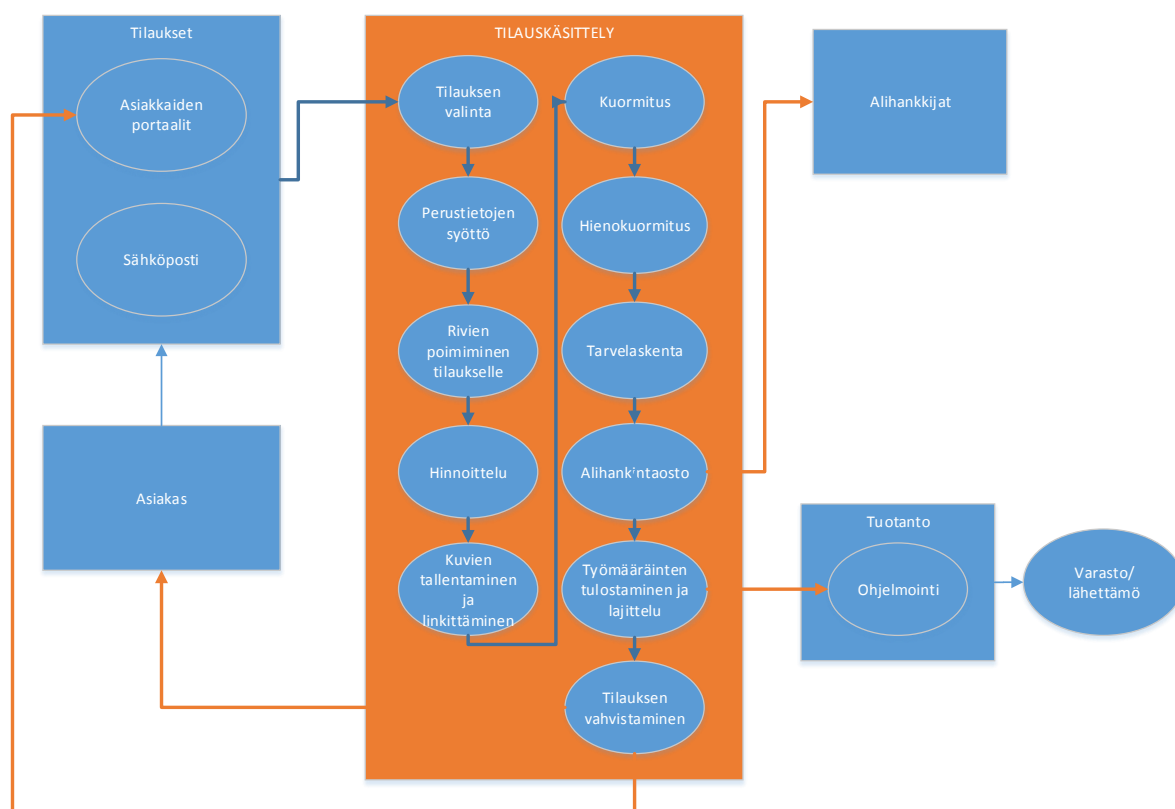 Tilaukset
Asiakkaiden
portaalit
Sähköposti
Asiakas
TILAUSKÄSITTELY
Tilauksen
valinta
Perustietojen
syöttö
Rivien
poimiminen
tilaukselle
Hinnoittelu
Kuvien
tallentaminen
ja
linkittäminen
Kuormitus
Hienokuormitus
Tarvelaskenta
Alihankintaosto
Työmääräinten
tulostaminen ja
lajittelu
Tilauksen
vahvistaminen
Alihankkijat
Tuotanto
Ohjelmointi
Varasto/
lähettämö